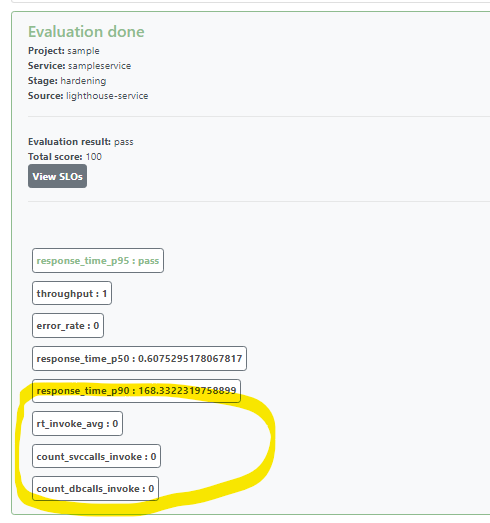 Evaluation done
Project: sample
Service: sampleservice
Stage: hardening
Source: lighthouse-service
Evaluation result: pass
Total score: 100
View SLOs
response_time_p95 : pass
throughput : 1
error_rate : 0
response_time_p50 : 0.6075295178067817
response_time_p90 : 168.3322319758899
rt_invoke_avg : 0
count_svccalls_invoke : 0
count_dbcalls_invoke : 0